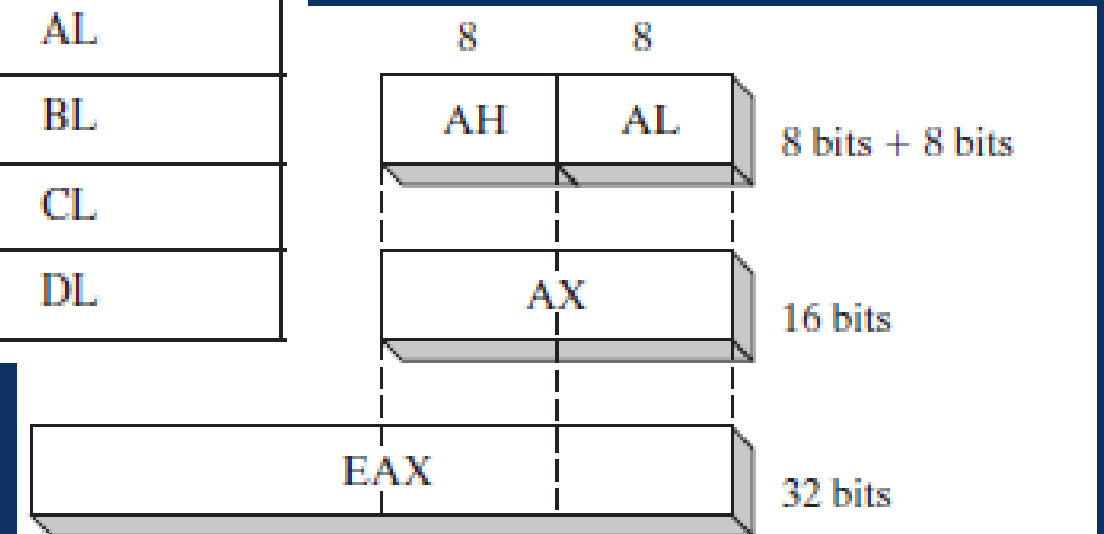 AL
BL
CL
DL
8 8
AH AL
8 bits + 8 bits
AX
16 bits
EAX
32 bits